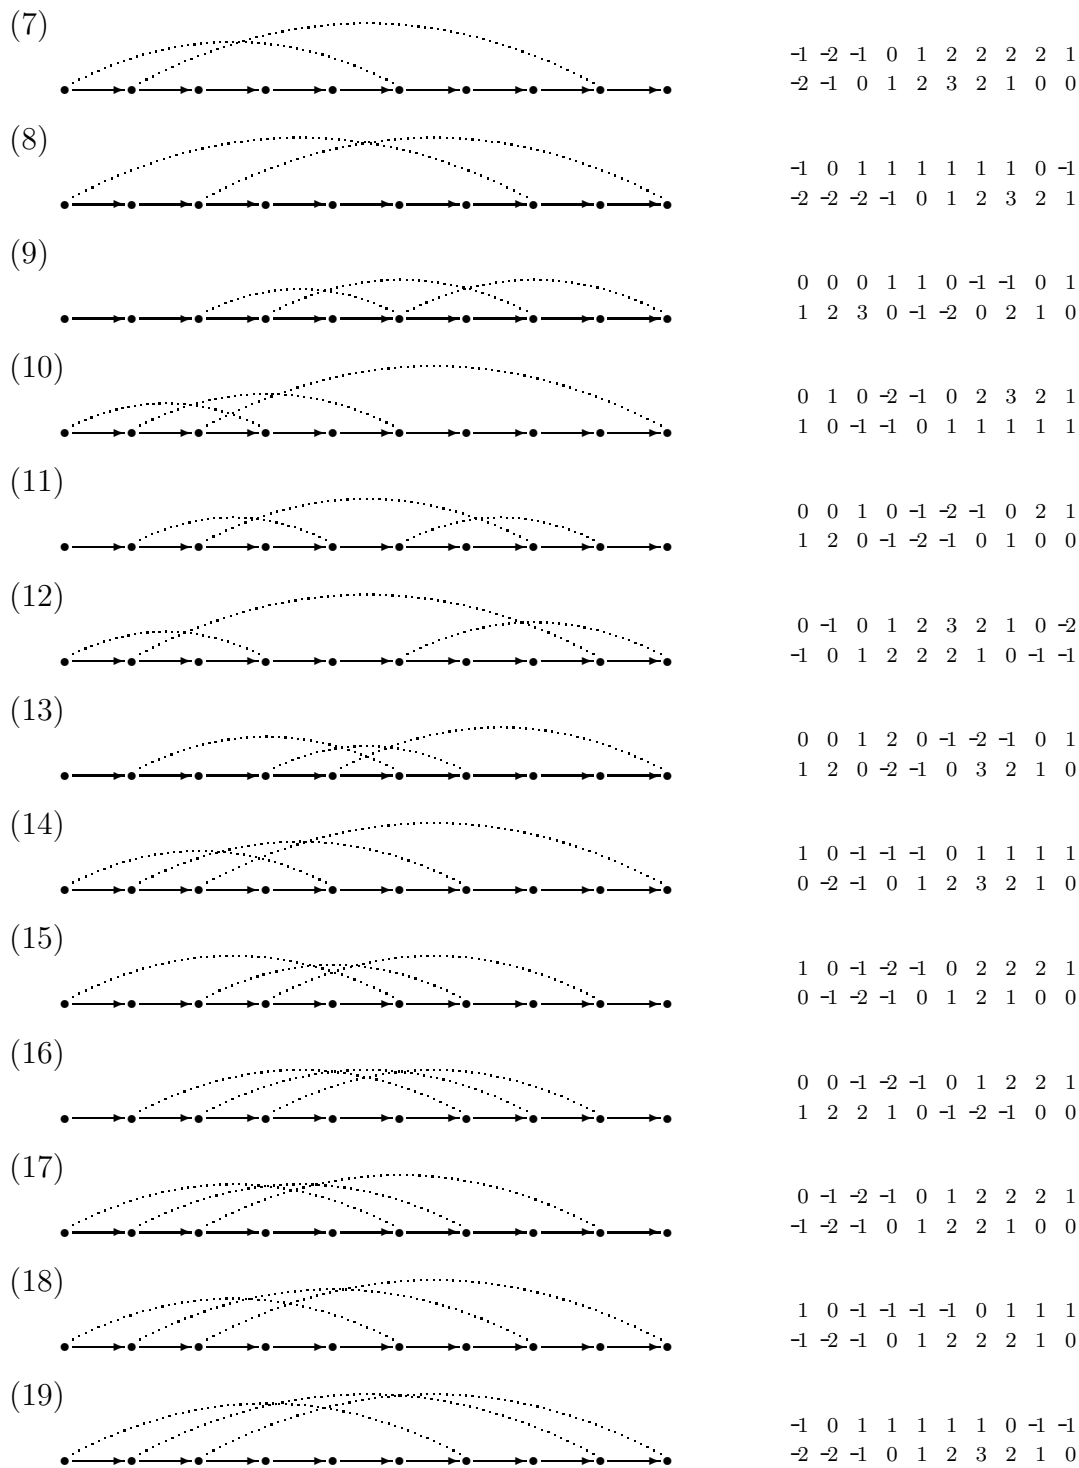 (7)
-1 -2 -1 0 1 2 2 2 2 1
-2 -1 0 1 2 3 2 1 0 0
(8)
-1 0 1 1 1 1 1 1 0 -1
-2 -2 -2 -1 0 1 2 3 2 1
(9)
0 0 0 1 1 0 -1 -1 0 1
1 2 3 0 -1 -2 0 2 1 0
(10)
0 1 0 -2 -1 0 2 3 2 1
1 0 -1 -1 0 1 1 1 1 1
(11)
0 0 1 0 -1 -2 -1 0 2 1
1 2 0 -1 -2 -1 0 1 0 0
(12)
0 -1 0 1 2 3 2 1 0 -2
-1 0 1 2 2 2 1 0 -1 -1
(13)
0 0 1 2 0 -1 -2 -1 0 1
1 2 0 -2 -1 0 3 2 1 0
(14)
1 0 -1 -1 -1 0 1 1 1 1
0 -2 -1 0 1 2 3 2 1 0
(15)
1 0 -1 -2 -1 0 2 2 2 1
0 -1 -2 -1 0 1 2 1 0 0
(16)
0 0 -1 -2 -1 0 1 2 2 1
1 2 2 1 0 -1 -2 -1 0 0
(17)
0 -1 -2 -1 0 1 2 2 2 1
-1 -2 -1 0 1 2 2 1 0 0
(18)
1 0 -1 -1 -1 -1 0 1 1 1
-1 -2 -1 0 1 2 2 2 1 0
(19)
-1 0 1 1 1 1 1 0 -1 -1
-2 -2 -1 0 1 2 3 2 1 0